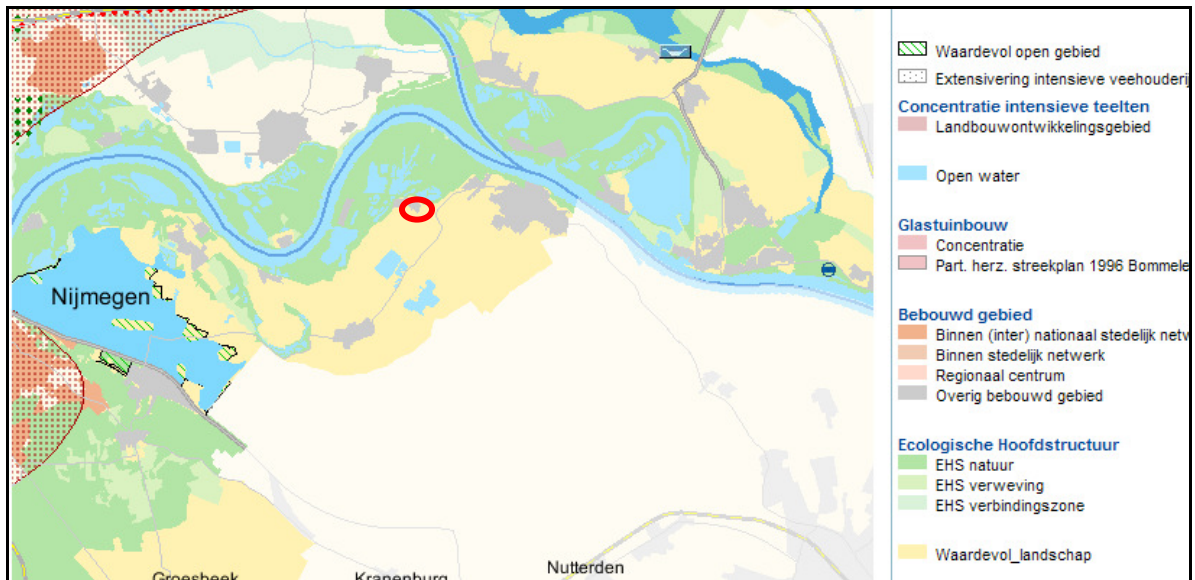 Nijmegen
Groesbeek
Kranenburg
Nutterden
Waardevol open gebied
Extensivering intensieve veehouderij
Concentratie intensieve teelten
Landbouwontwikkelingsgebied
Open water
Glastuinbouw
Concentratie
Part. herz. streekplan 1996 Bommele
Bebouwd gebied
Binnen (inter) nationaal stedelijk netw
Binnen stedelijk netwerk
Regionaal centrum
Overig bebouwd gebied
Ecologische Hoofdstructuur
EHS natuur
EHS verweving
EHS verbindingszone
Waardevol_landschap